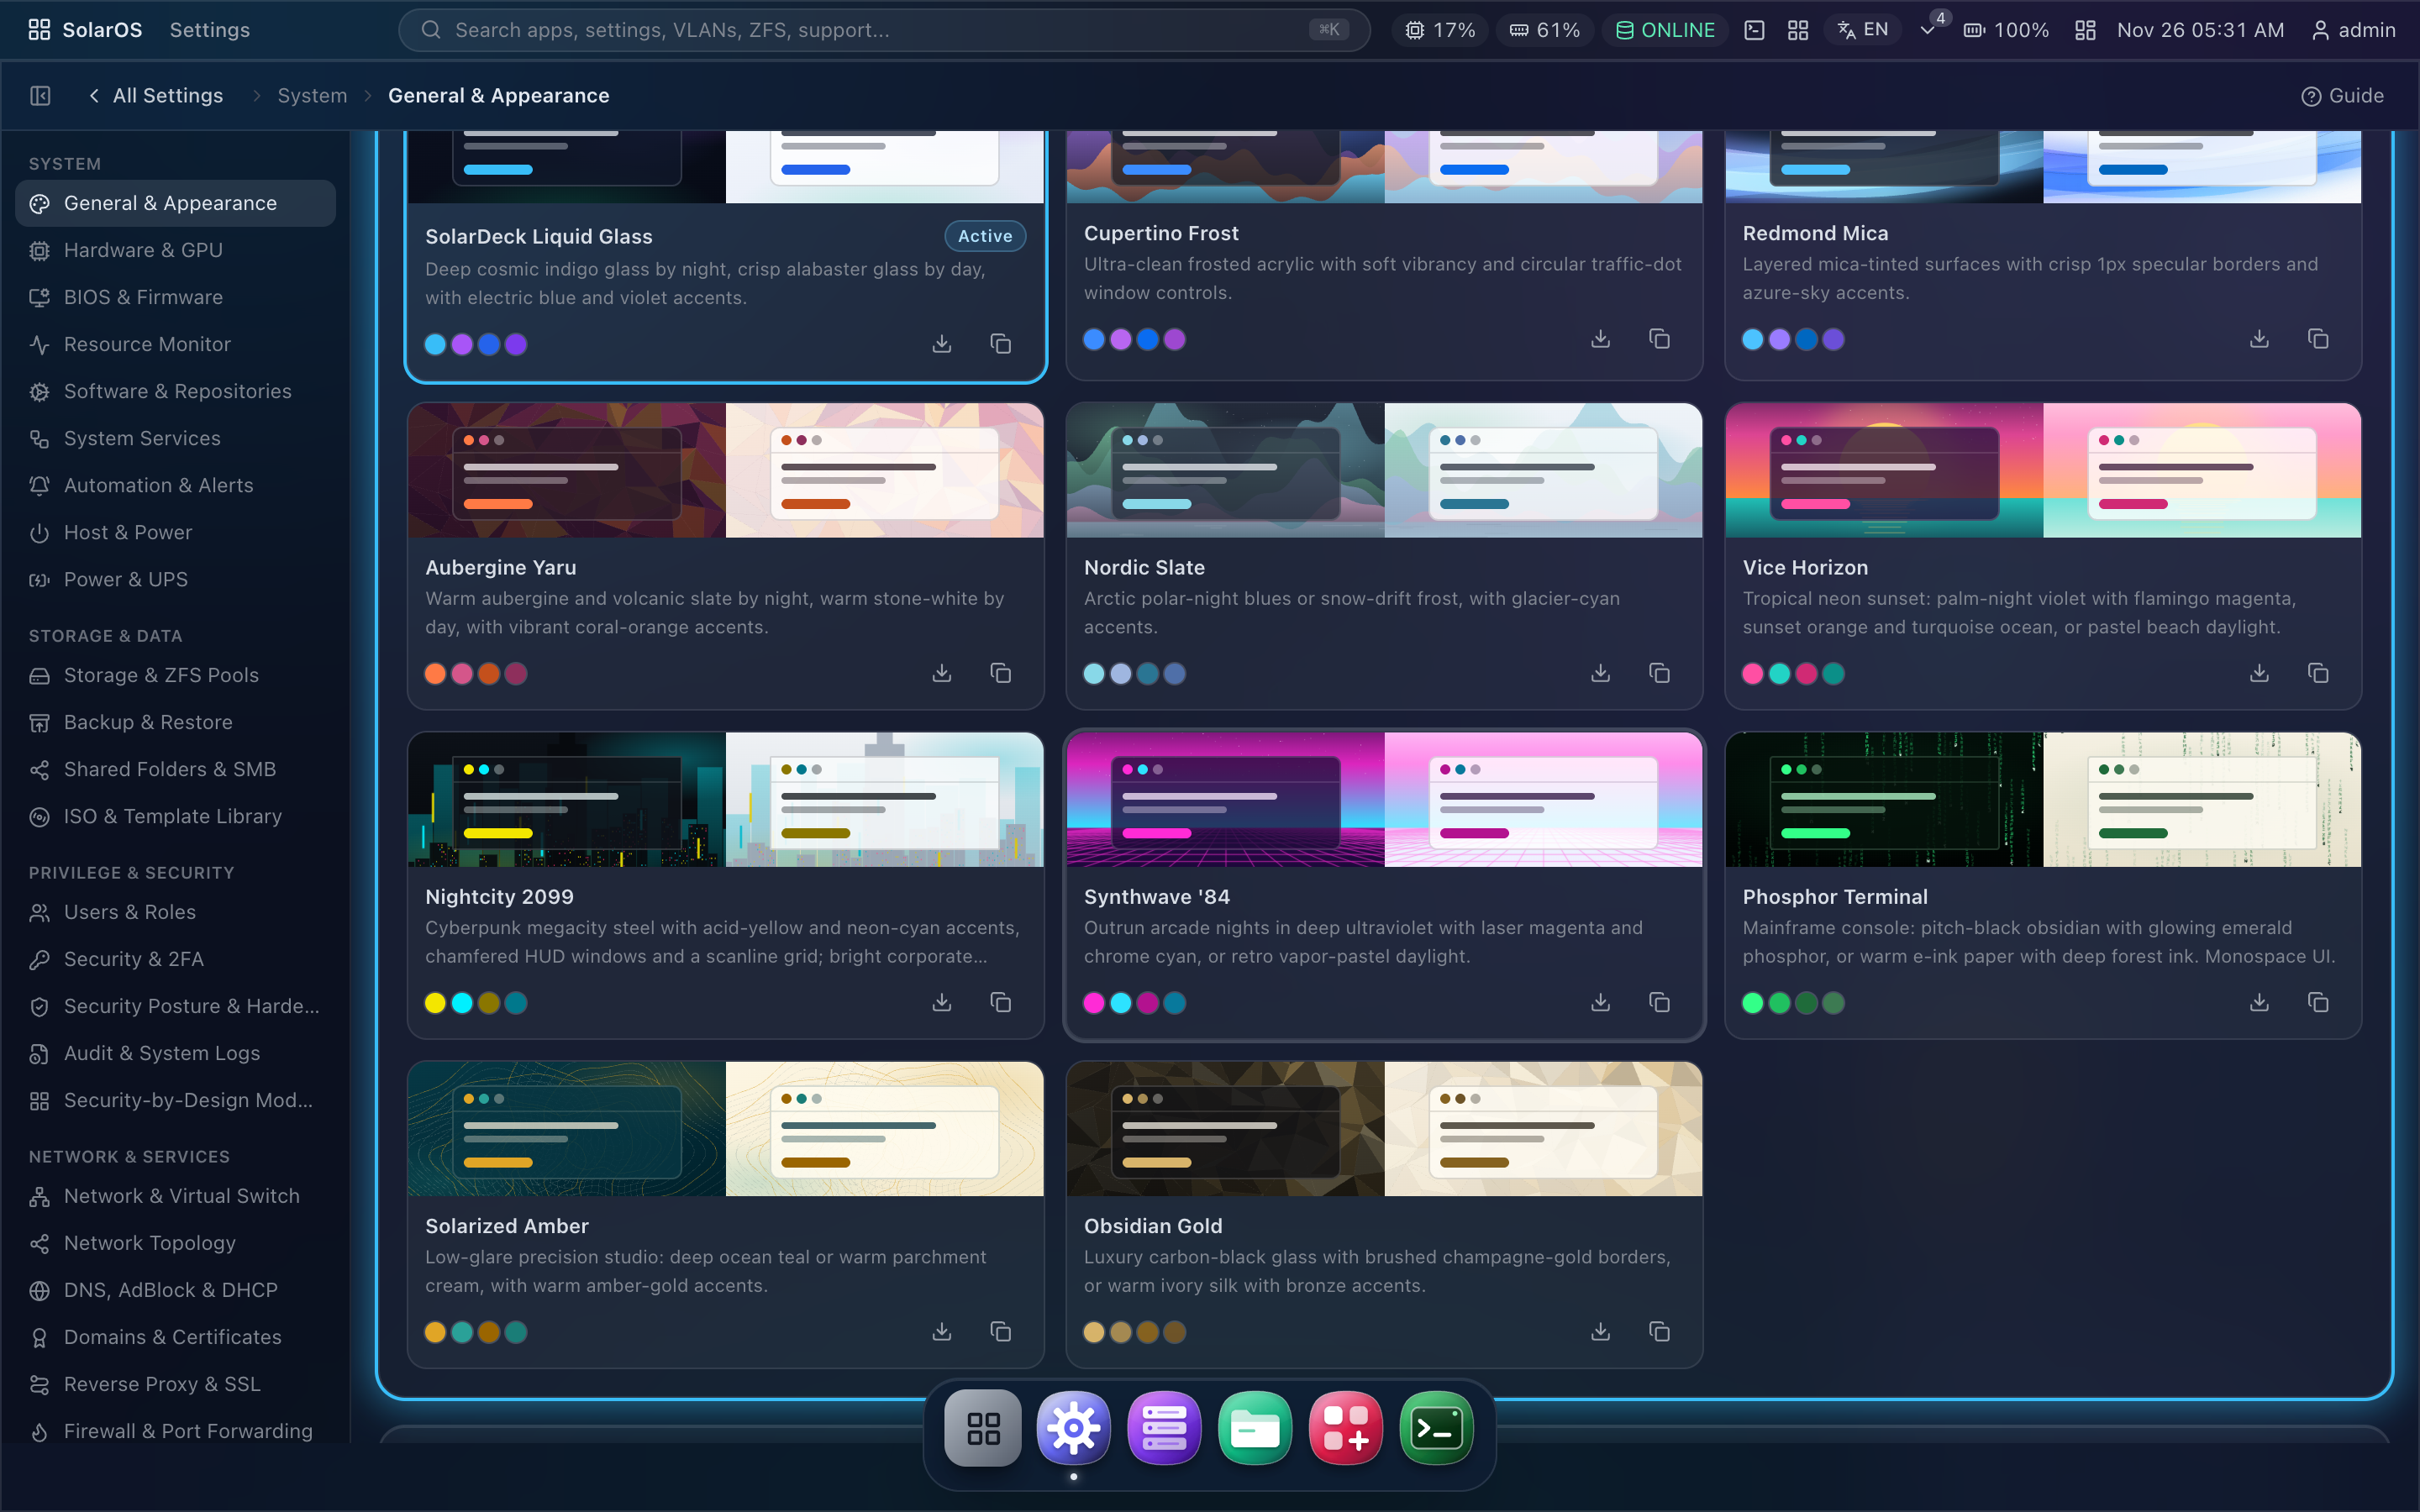 SolarOS
Settings
Search apps, settings, VLANs, ZFS, support...
⌘K
17%
61%
ONLINE
EN
4
100%
Nov 26 05:31 AM
admin
All Settings
System
General & Appearance
Guide
SYSTEM
General & Appearance
Hardware & GPU
BIOS & Firmware
Resource Monitor
Software & Repositories
System Services
Automation & Alerts
Host & Power
Power & UPS
STORAGE & DATA
Storage & ZFS Pools
Backup & Restore
Shared Folders & SMB
ISO & Template Library
PRIVILEGE & SECURITY
Users & Roles
Security & 2FA
Security Posture & Harde...
Audit & System Logs
Security-by-Design Mod...
NETWORK & SERVICES
Network & Virtual Switch
Network Topology
DNS, AdBlock & DHCP
Domains & Certificates
Reverse Proxy & SSL
Firewall & Port Forwarding
SolarDeck Liquid Glass
Active
Deep cosmic indigo glass by night, crisp alabaster glass by day,
with electric blue and violet accents.
Cupertino Frost
Ultra-clean frosted acrylic with soft vibrancy and circular traffic-dot
window controls.
Redmond Mica
Layered mica-tinted surfaces with crisp 1px specular borders and
azure-sky accents.
Aubergine Yaru
Warm aubergine and volcanic slate by night, warm stone-white by
day, with vibrant coral-orange accents.
Nordic Slate
Arctic polar-night blues or snow-drift frost, with glacier-cyan
accents.
Vice Horizon
Tropical neon sunset: palm-night violet with flamingo magenta,
sunset orange and turquoise ocean, or pastel beach daylight.
Nightcity 2099
Cyberpunk megacity steel with acid-yellow and neon-cyan accents,
chamfered HUD windows and a scanline grid; bright corporate...
Synthwave '84
Outrun arcade nights in deep ultraviolet with laser magenta and
chrome cyan, or retro vapor-pastel daylight.
Phosphor Terminal
Mainframe console: pitch-black obsidian with glowing emerald
phosphor, or warm e-ink paper with deep forest ink. Monospace UI.
Solarized Amber
Low-glare precision studio: deep ocean teal or warm parchment
cream, with warm amber-gold accents.
Obsidian Gold
Luxury carbon-black glass with brushed champagne-gold borders,
or warm ivory silk with bronze accents.